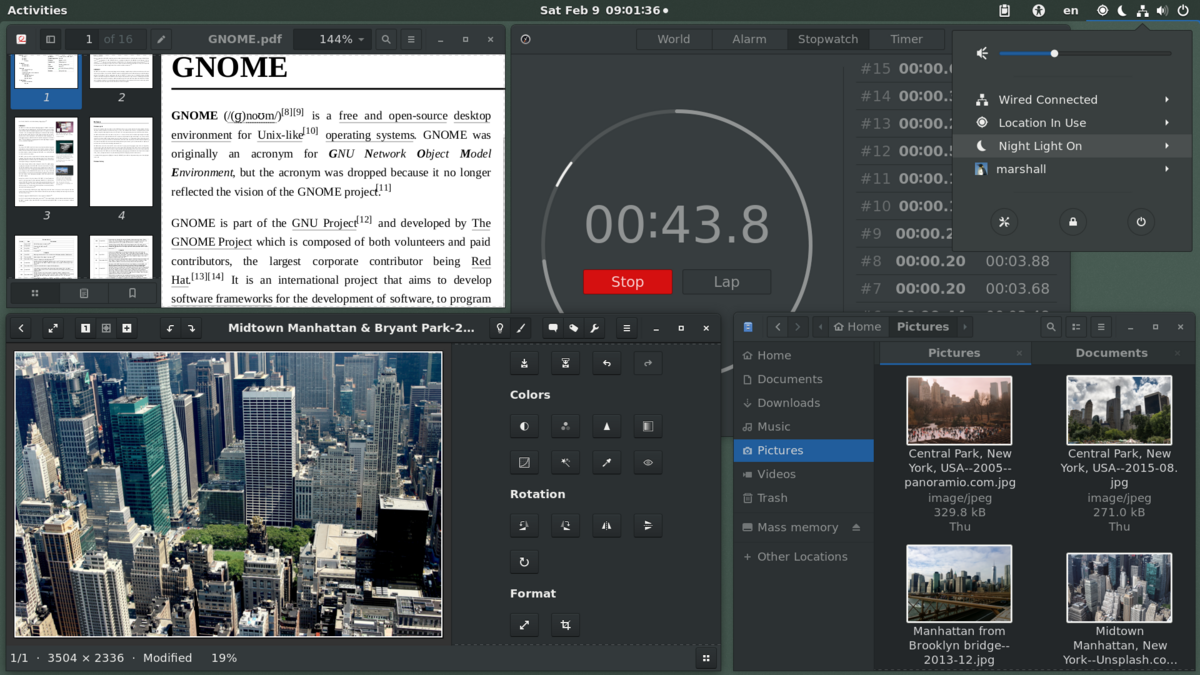 Activities
Sat Feb 9 09:01:36
en
1 of 16
GNOME.pdf
144%
1
2
3
4
GNOME
GNOME (/(ɡ)noʊm/)[8][9] is a free and open-source desktop
environment for Unix-like[10] operating systems. GNOME was
originally an acronym for GNU Network Object Model
Environment, but the acronym was dropped because it no longer
reflected the vision of the GNOME project.[11]
GNOME is part of the GNU Project[12] and developed by The
GNOME Project which is composed of both volunteers and paid
contributors, the largest corporate contributor being Red
Hat.[13][14] It is an international project that aims to develop
software frameworks for the development of software, to program
World
Alarm
Stopwatch
Timer
00:43.8
Stop
Lap
#15 00:00.
#14 00:00.
#13 00:00.
#12 00:00.
#11 00:00.
#10 00:00.
#9 00:00.2
#8 00:00.20 00:03.88
#7 00:00.20 00:03.68
Wired Connected
Location In Use
Night Light On
marshall
Midtown Manhattan & Bryant Park-2...
Colors
Rotation
Format
1/1 · 3504 × 2336 · Modified 19%
Home
Pictures
Home
Documents
Downloads
Music
Pictures
Videos
Trash
Mass memory
+ Other Locations
Pictures
Documents
Central Park, New
York, USA--2005--
panoramio.com.jpg
image/jpeg
329.8 kB
Thu
Central Park, New
York, USA--2015-08.
jpg
image/jpeg
271.0 kB
Thu
Manhattan from
Brooklyn bridge--
2013-12.jpg
Midtown
Manhattan, New
York--Unsplash.co...